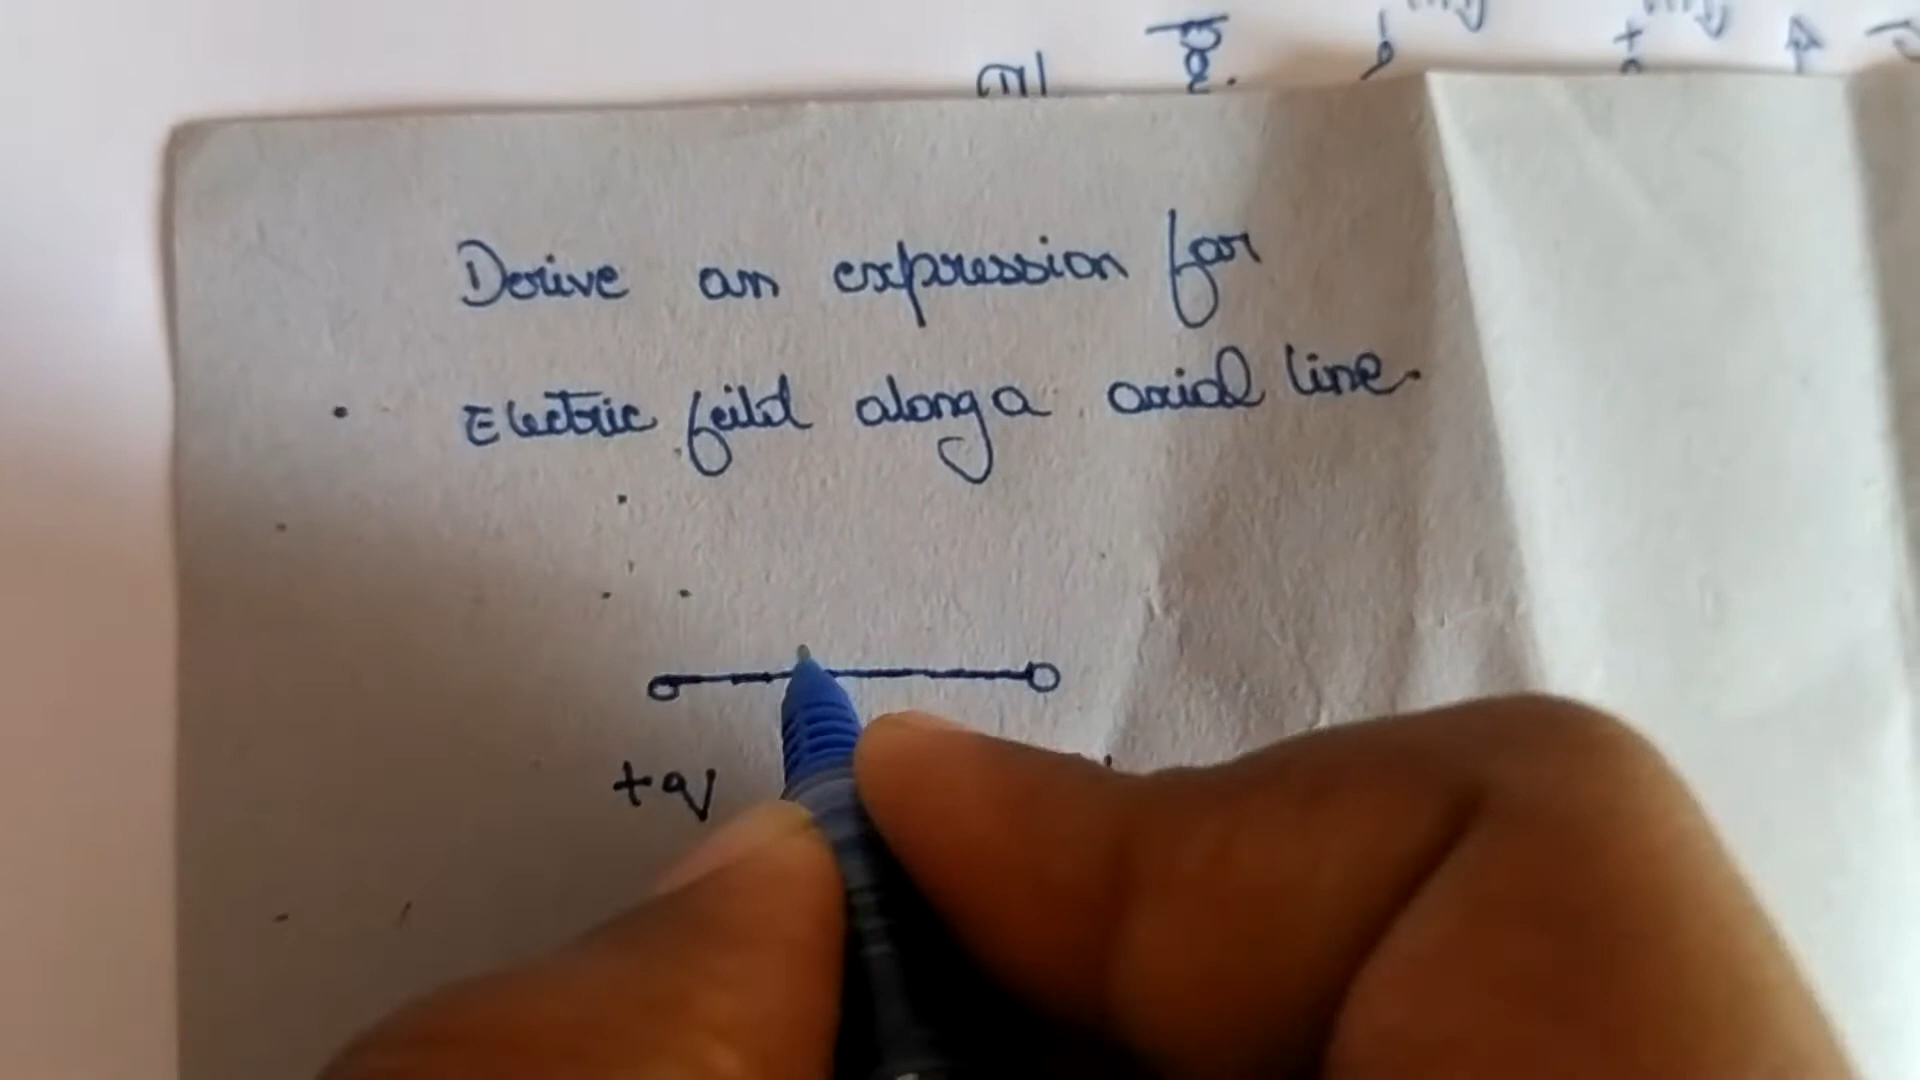 Derive an expression for
Electric feild along a axial line.
+q